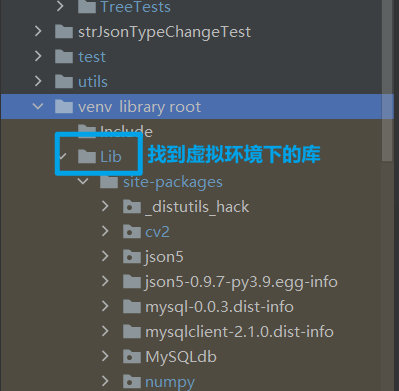 TreeTests
strJsonTypeChangeTest
test
utils
venv library root
Include
Lib 找到虚拟环境下的库
site-packages
_distutils_hack
cv2
json5
json5-0.9.7-py3.9.egg-info
mysql-0.0.3.dist-info
mysqlclient-2.1.0.dist-info
MySQLdb
numpy